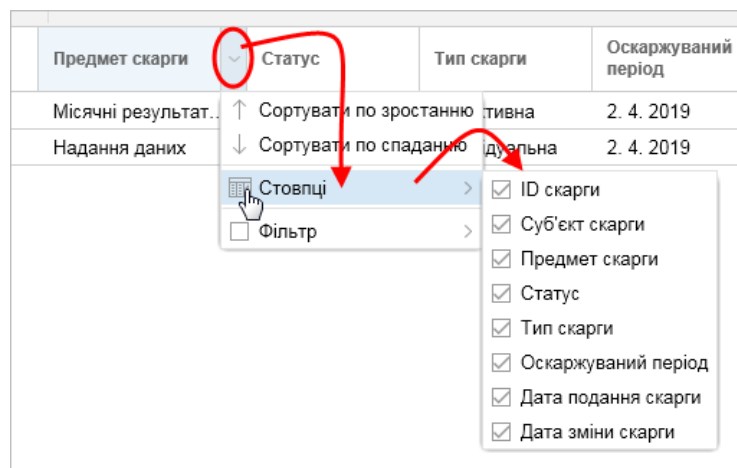 Предмет скарги
Статус
Тип скарги
Оскаржуваний
період
Місячні результат..
тивна
2. 4. 2019
Надання даних
дуальна
2. 4. 2019
Сортувати по зростанню
Сортувати по спаданню
Стовпці
Фільтр
ID скарги
Суб'єкт скарги
Предмет скарги
Статус
Тип скарги
Оскаржуваний період
Дата подання скарги
Дата зміни скарги